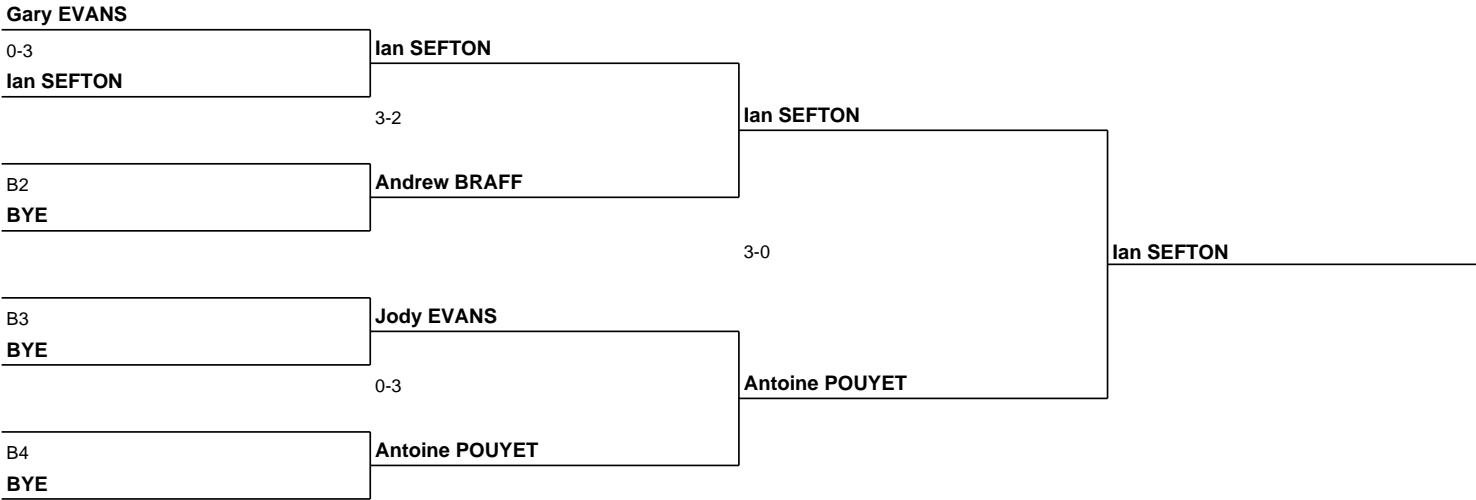 Gary EVANS
0-3
Ian SEFTON
Ian SEFTON
3-2
Ian SEFTON
B2
BYE
Andrew BRAFF
3-0
Ian SEFTON
B3
BYE
Jody EVANS
0-3
Antoine POUYET
B4
BYE
Antoine POUYET